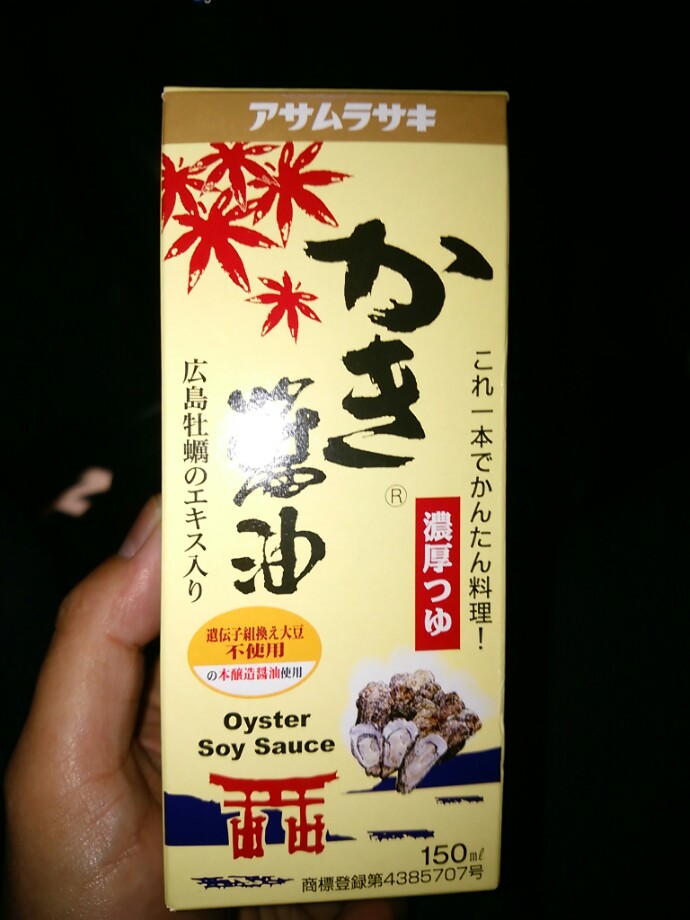 アサムラサキ
かき
醤油
®
これ一本でかんたん料理！
濃厚つゆ
広島牡蠣のエキス入り
遺伝子組換え大豆
不使用
の本醸造醤油使用
Oyster
Soy Sauce
150㎖
商標登録第4385707号